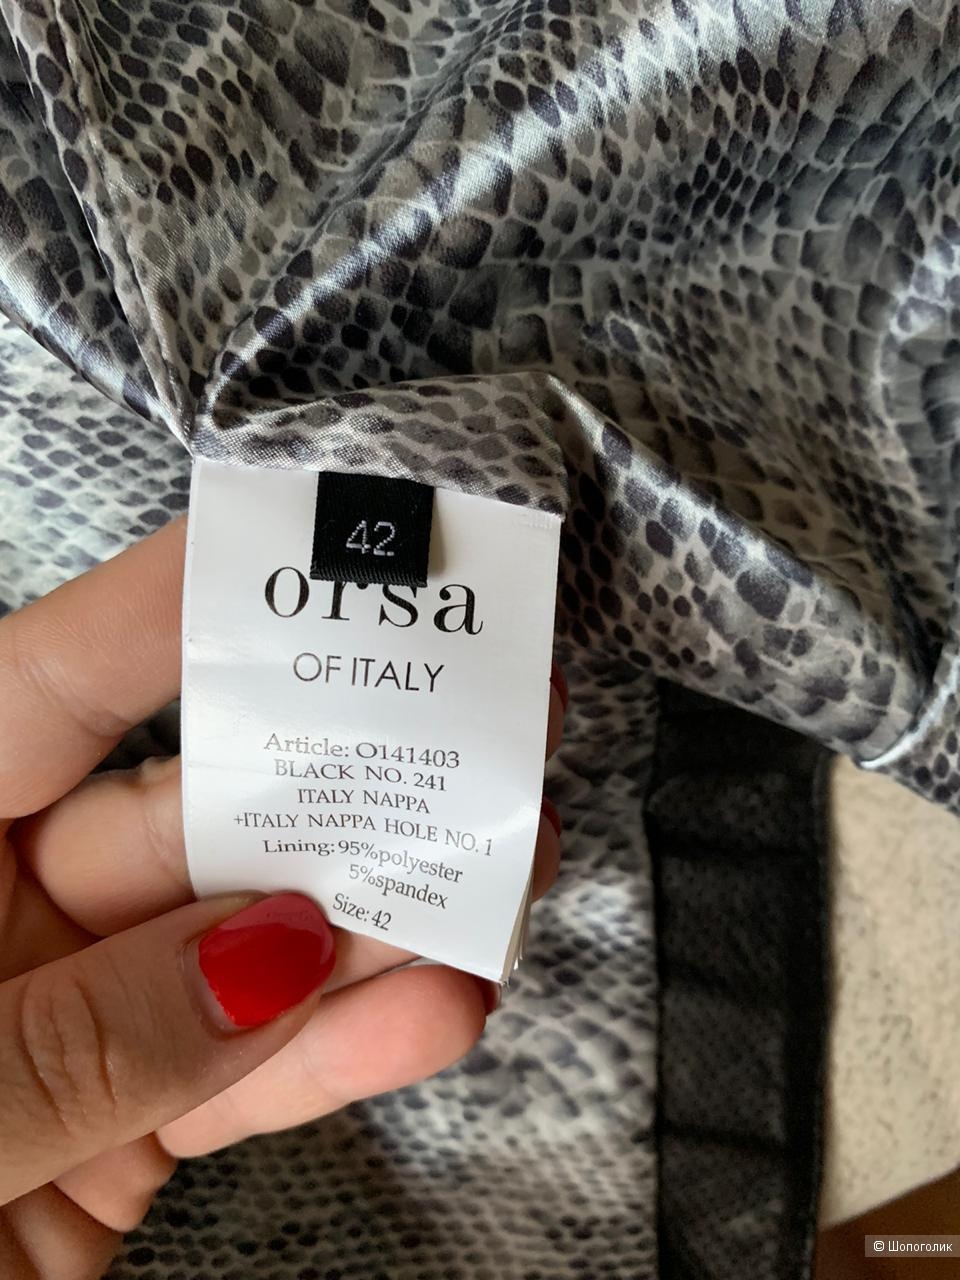 42
orsa
OF ITALY
Article: O141403
BLACK NO. 241
ITALY NAPPA
+ITALY NAPPA HOLE NO. 1
Lining:95%polyester
5%spandex
Size: 42
© Шопоголик